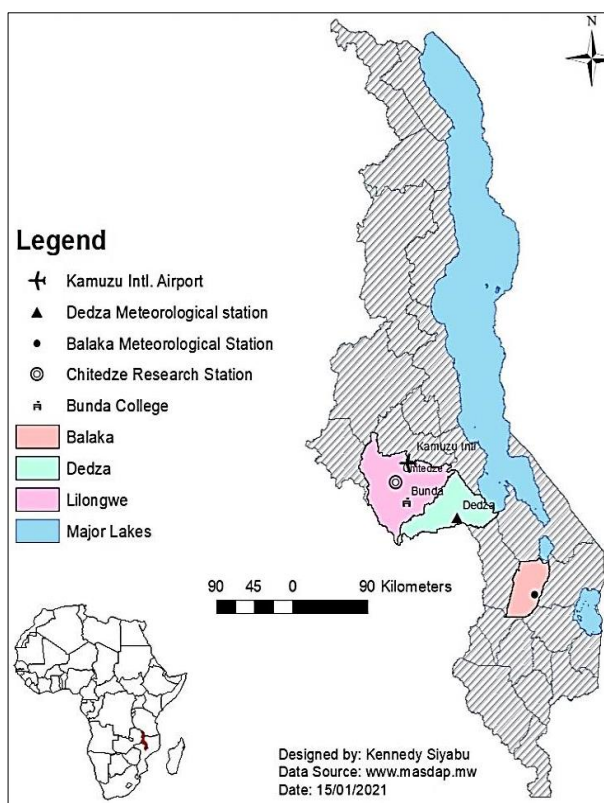 N
Legend
Kamuzu Intl. Airport
Dedza Meteorological station
Balaka Meteorological Station
Chitedze Research Station
Bunda College
Balaka
Dedza
Lilongwe
Major Lakes
Kamuzu Intl
Chitedze
Bunda
Dedza
90 45 0 90 Kilometers
Designed by: Kennedy Siyabu
Data Source: www.masdap.mw
Date: 15/01/2021